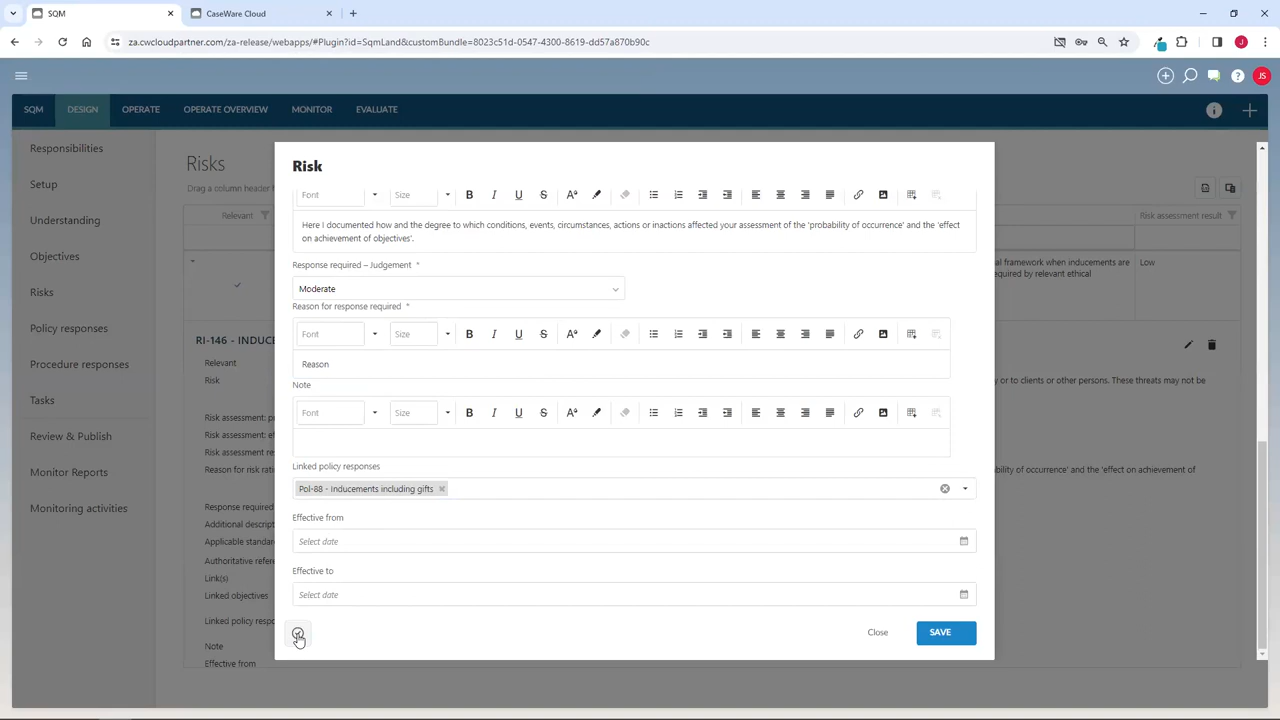 SQM
CaseWare Cloud
za.cwcloudpartner.com/za-release/webapps/#Plugin?id=SqmLand&customBundle=8023c51d-0547-4300-8619-dd57a870b90c
J
JS
SQM DESIGN OPERATE OPERATE OVERVIEW MONITOR EVALUATE
Responsibilities
Setup
Understanding
Objectives
Risks
Policy responses
Procedure responses
Tasks
Review & Publish
Monitor Reports
Monitoring activities
Risks
Drag a column header f
Relevant
Risk assessment result
al framework when inducements are
equired by relevant ethical
Low
RI-146 - INDUCE
Relevant
Risk
y or to clients or other persons. These threats may not be
Risk assessment: pr
Risk assessment: ef
Risk assessment res
Reason for risk rati
bility of occurrence' and the 'effect on achievement of
Response required
Additional descript
Applicable standar
Authoritative refere
Link(s)
Linked objectives
Linked policy respo
Note
Effective from
Risk
Font Size B I U S
Here I documented how and the degree to which conditions, events, circumstances, actions or inactions affected your assessment of the 'probability of occurrence' and the 'effect
on achievement of objectives'.
Response required – Judgement *
Moderate
Reason for response required *
Font Size B I U S
Reason
Note
Font Size B I U S
Linked policy responses
Pol-88 - Inducements including gifts
Effective from
Select date
Effective to
Select date
Close SAVE